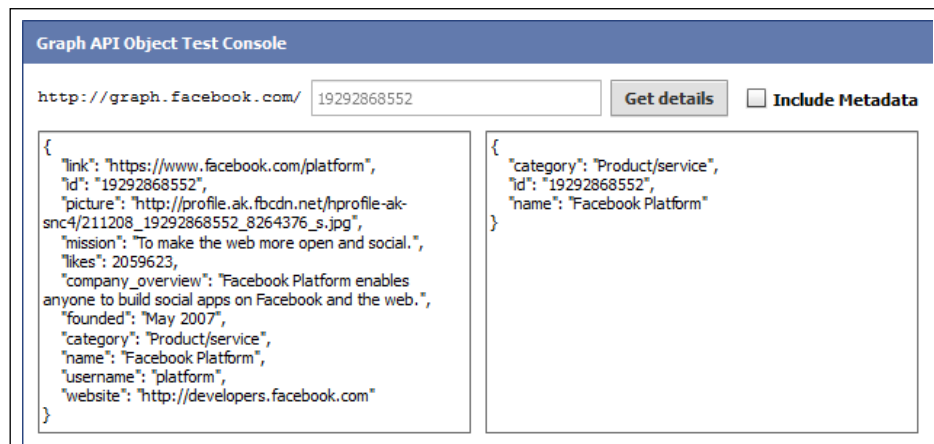 Graph API Object Test Console
http://graph.facebook.com/ 19292868552 Get details Include Metadata
{
"link": "https://www.facebook.com/platform",
"id": "19292868552",
"picture": "http://profile.ak.fbcdn.net/hprofile-ak-
snc4/211208_19292868552_8264376_s.jpg",
"mission": "To make the web more open and social.",
"likes": 2059623,
"company_overview": "Facebook Platform enables
anyone to build social apps on Facebook and the web.",
"founded": "May 2007",
"category": "Product/service",
"name": "Facebook Platform",
"username": "platform",
"website": "http://developers.facebook.com"
}
{
"category": "Product/service",
"id": "19292868552",
"name": "Facebook Platform"
}